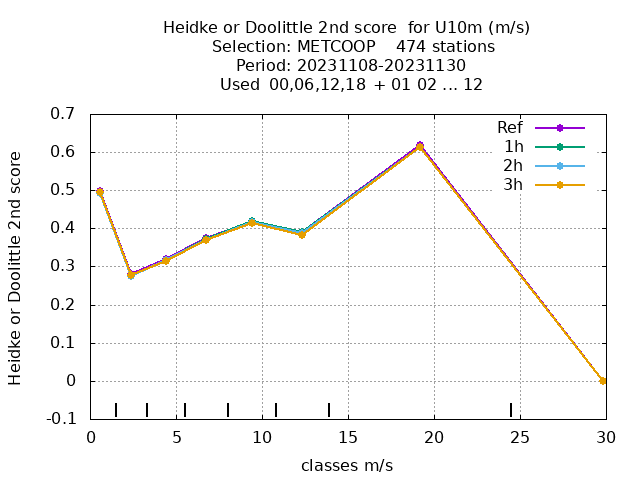 Heidke or Doolittle 2nd score  for U10m (m/s)
Selection: METCOOP    474 stations
Period: 20231108-20231130
Used  00,06,12,18  + 01 02 ... 12
Heidke or Doolittle 2nd score
0.7
0.6
0.5
0.4
0.3
0.2
0.1
0
-0.1
Ref
1h
2h
3h
0 5 10 15 20 25 30
classes m/s